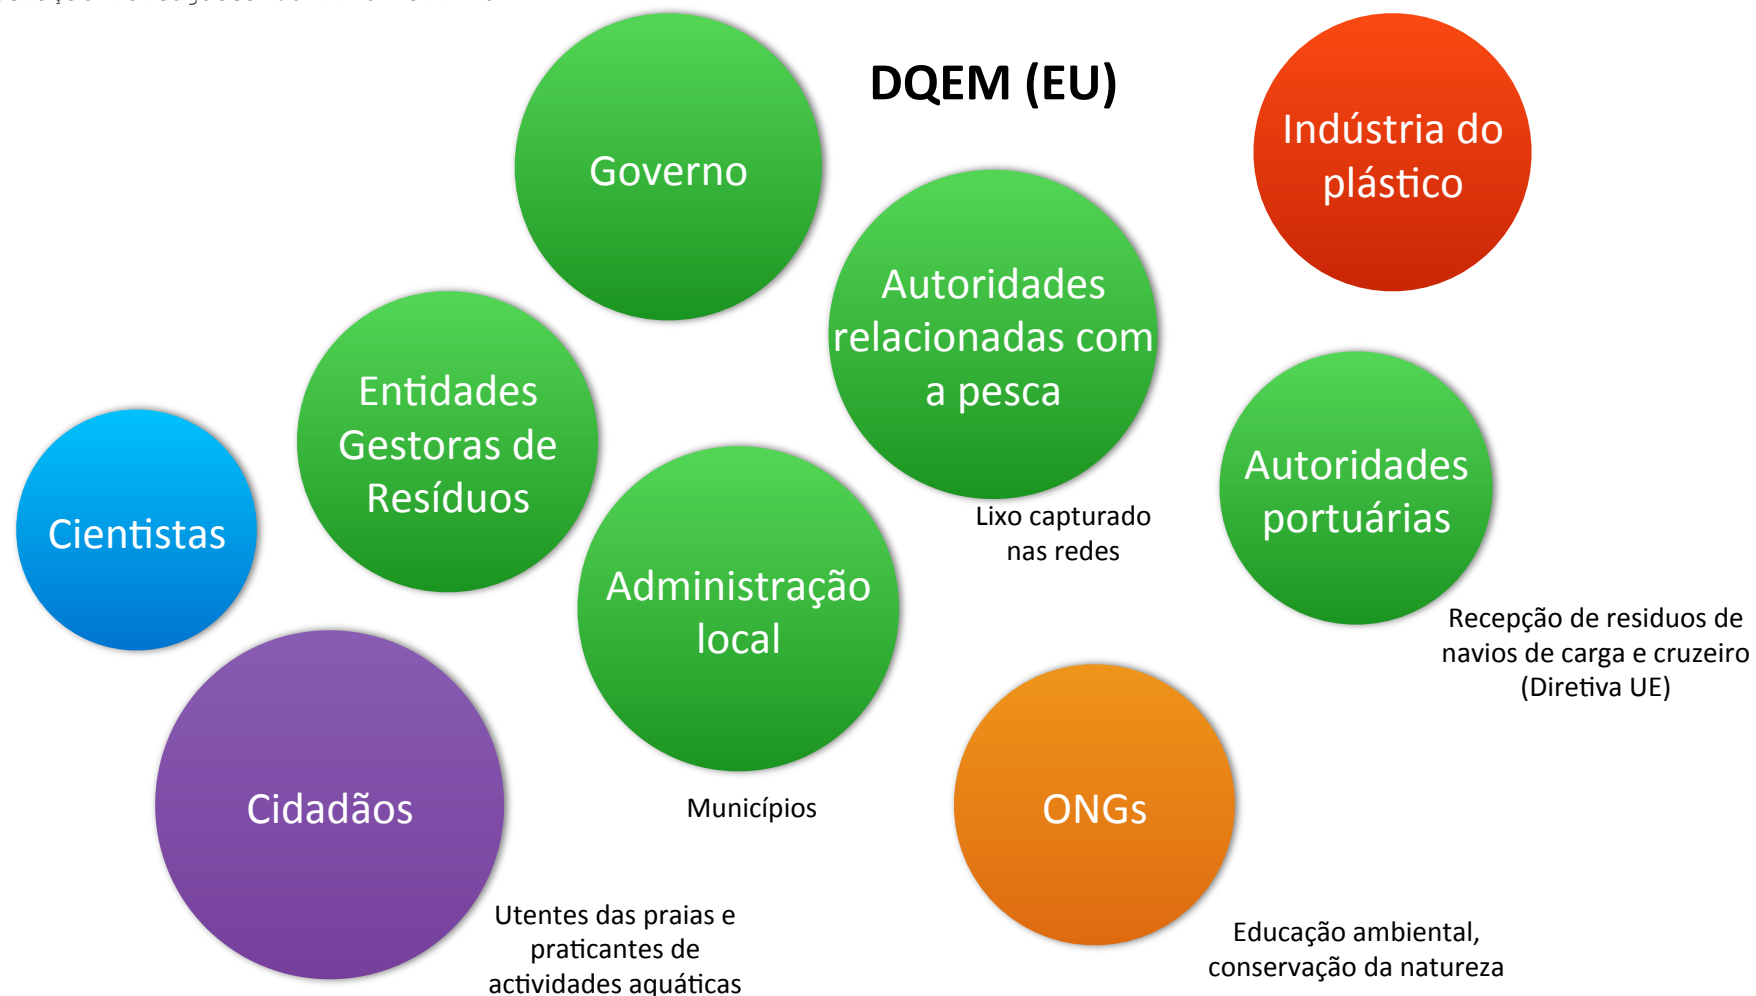 DQEM (EU)
Governo
Indústria do
plástico
Autoridades
relacionadas com
a pesca
Lixo capturado
nas redes
Entidades
Gestoras de
Resíduos
Autoridades
portuárias
Recepção de residuos de
navios de carga e cruzeiro
(Diretiva UE)
Cientistas
Administração
local
Municípios
Cidadãos
Utentes das praias e
praticantes de
actividades aquáticas
ONGs
Educação ambiental,
conservação da natureza